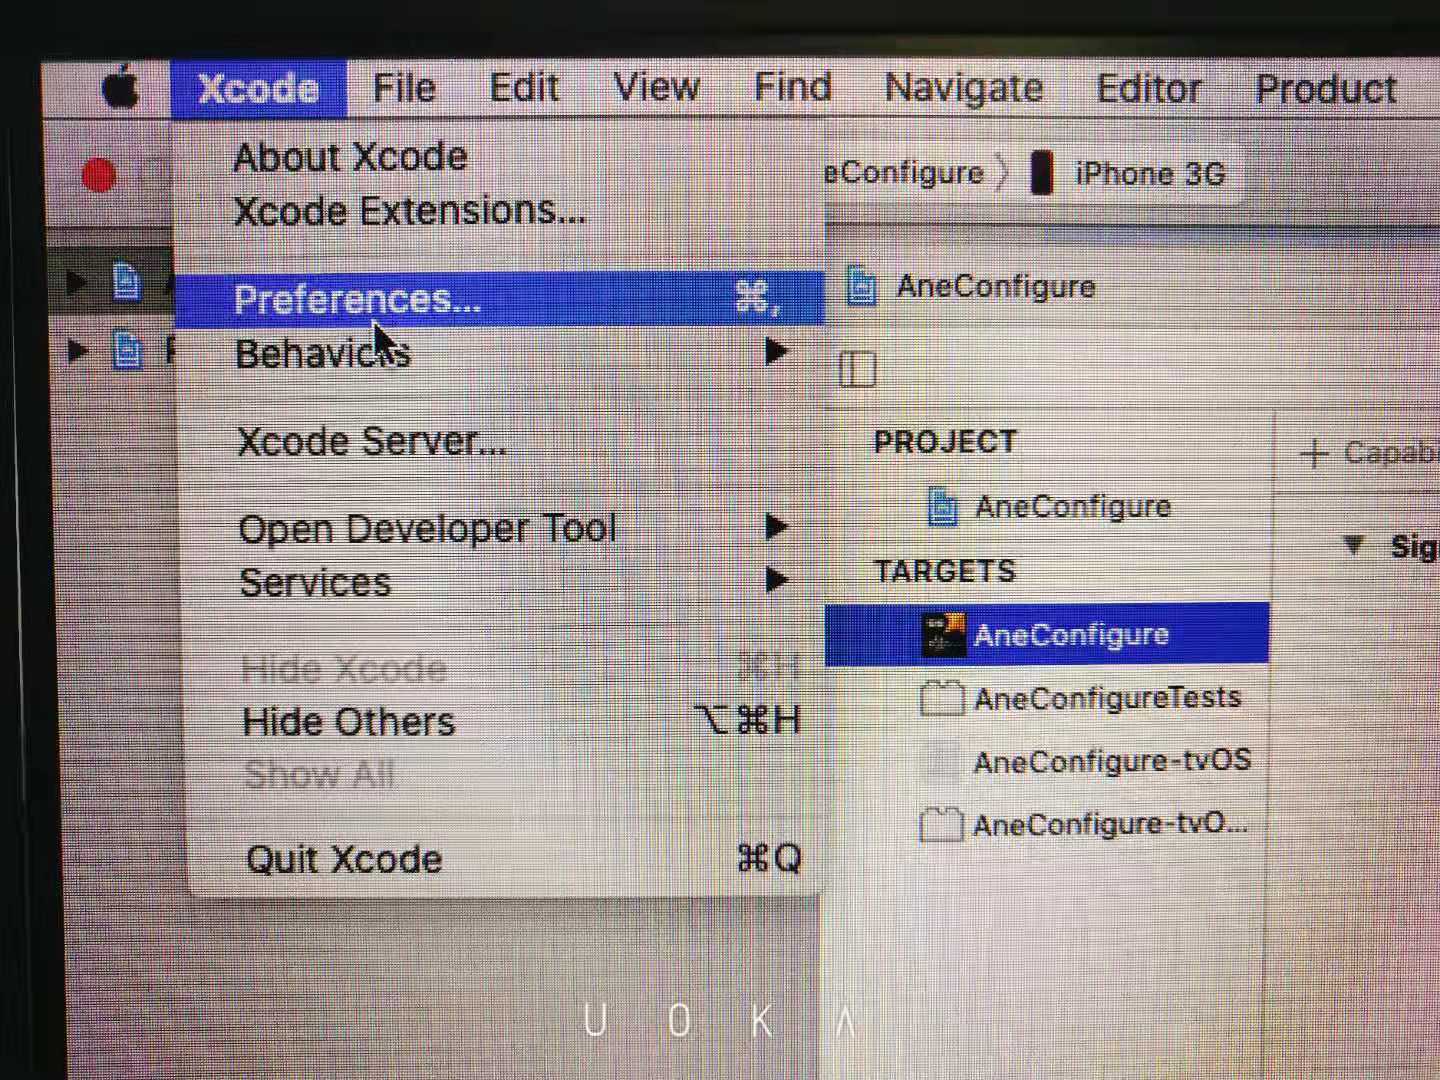 Xcode File Edit View Find Navigate Editor Product
About Xcode
Xcode Extensions...
eConfigure 〉 iPhone 3G
Preferences... ⌘,
AneConfigure
Behaviors
Xcode Server...
Open Developer Tool
Services
Hide Xcode ⌘H
Hide Others ⌥⌘H
Show All
Quit Xcode ⌘Q
PROJECT
AneConfigure
TARGETS
AneConfigure
AneConfigureTests
AneConfigure-tvOS
AneConfigure-tvO...
+ Capab
Sig
UOKA